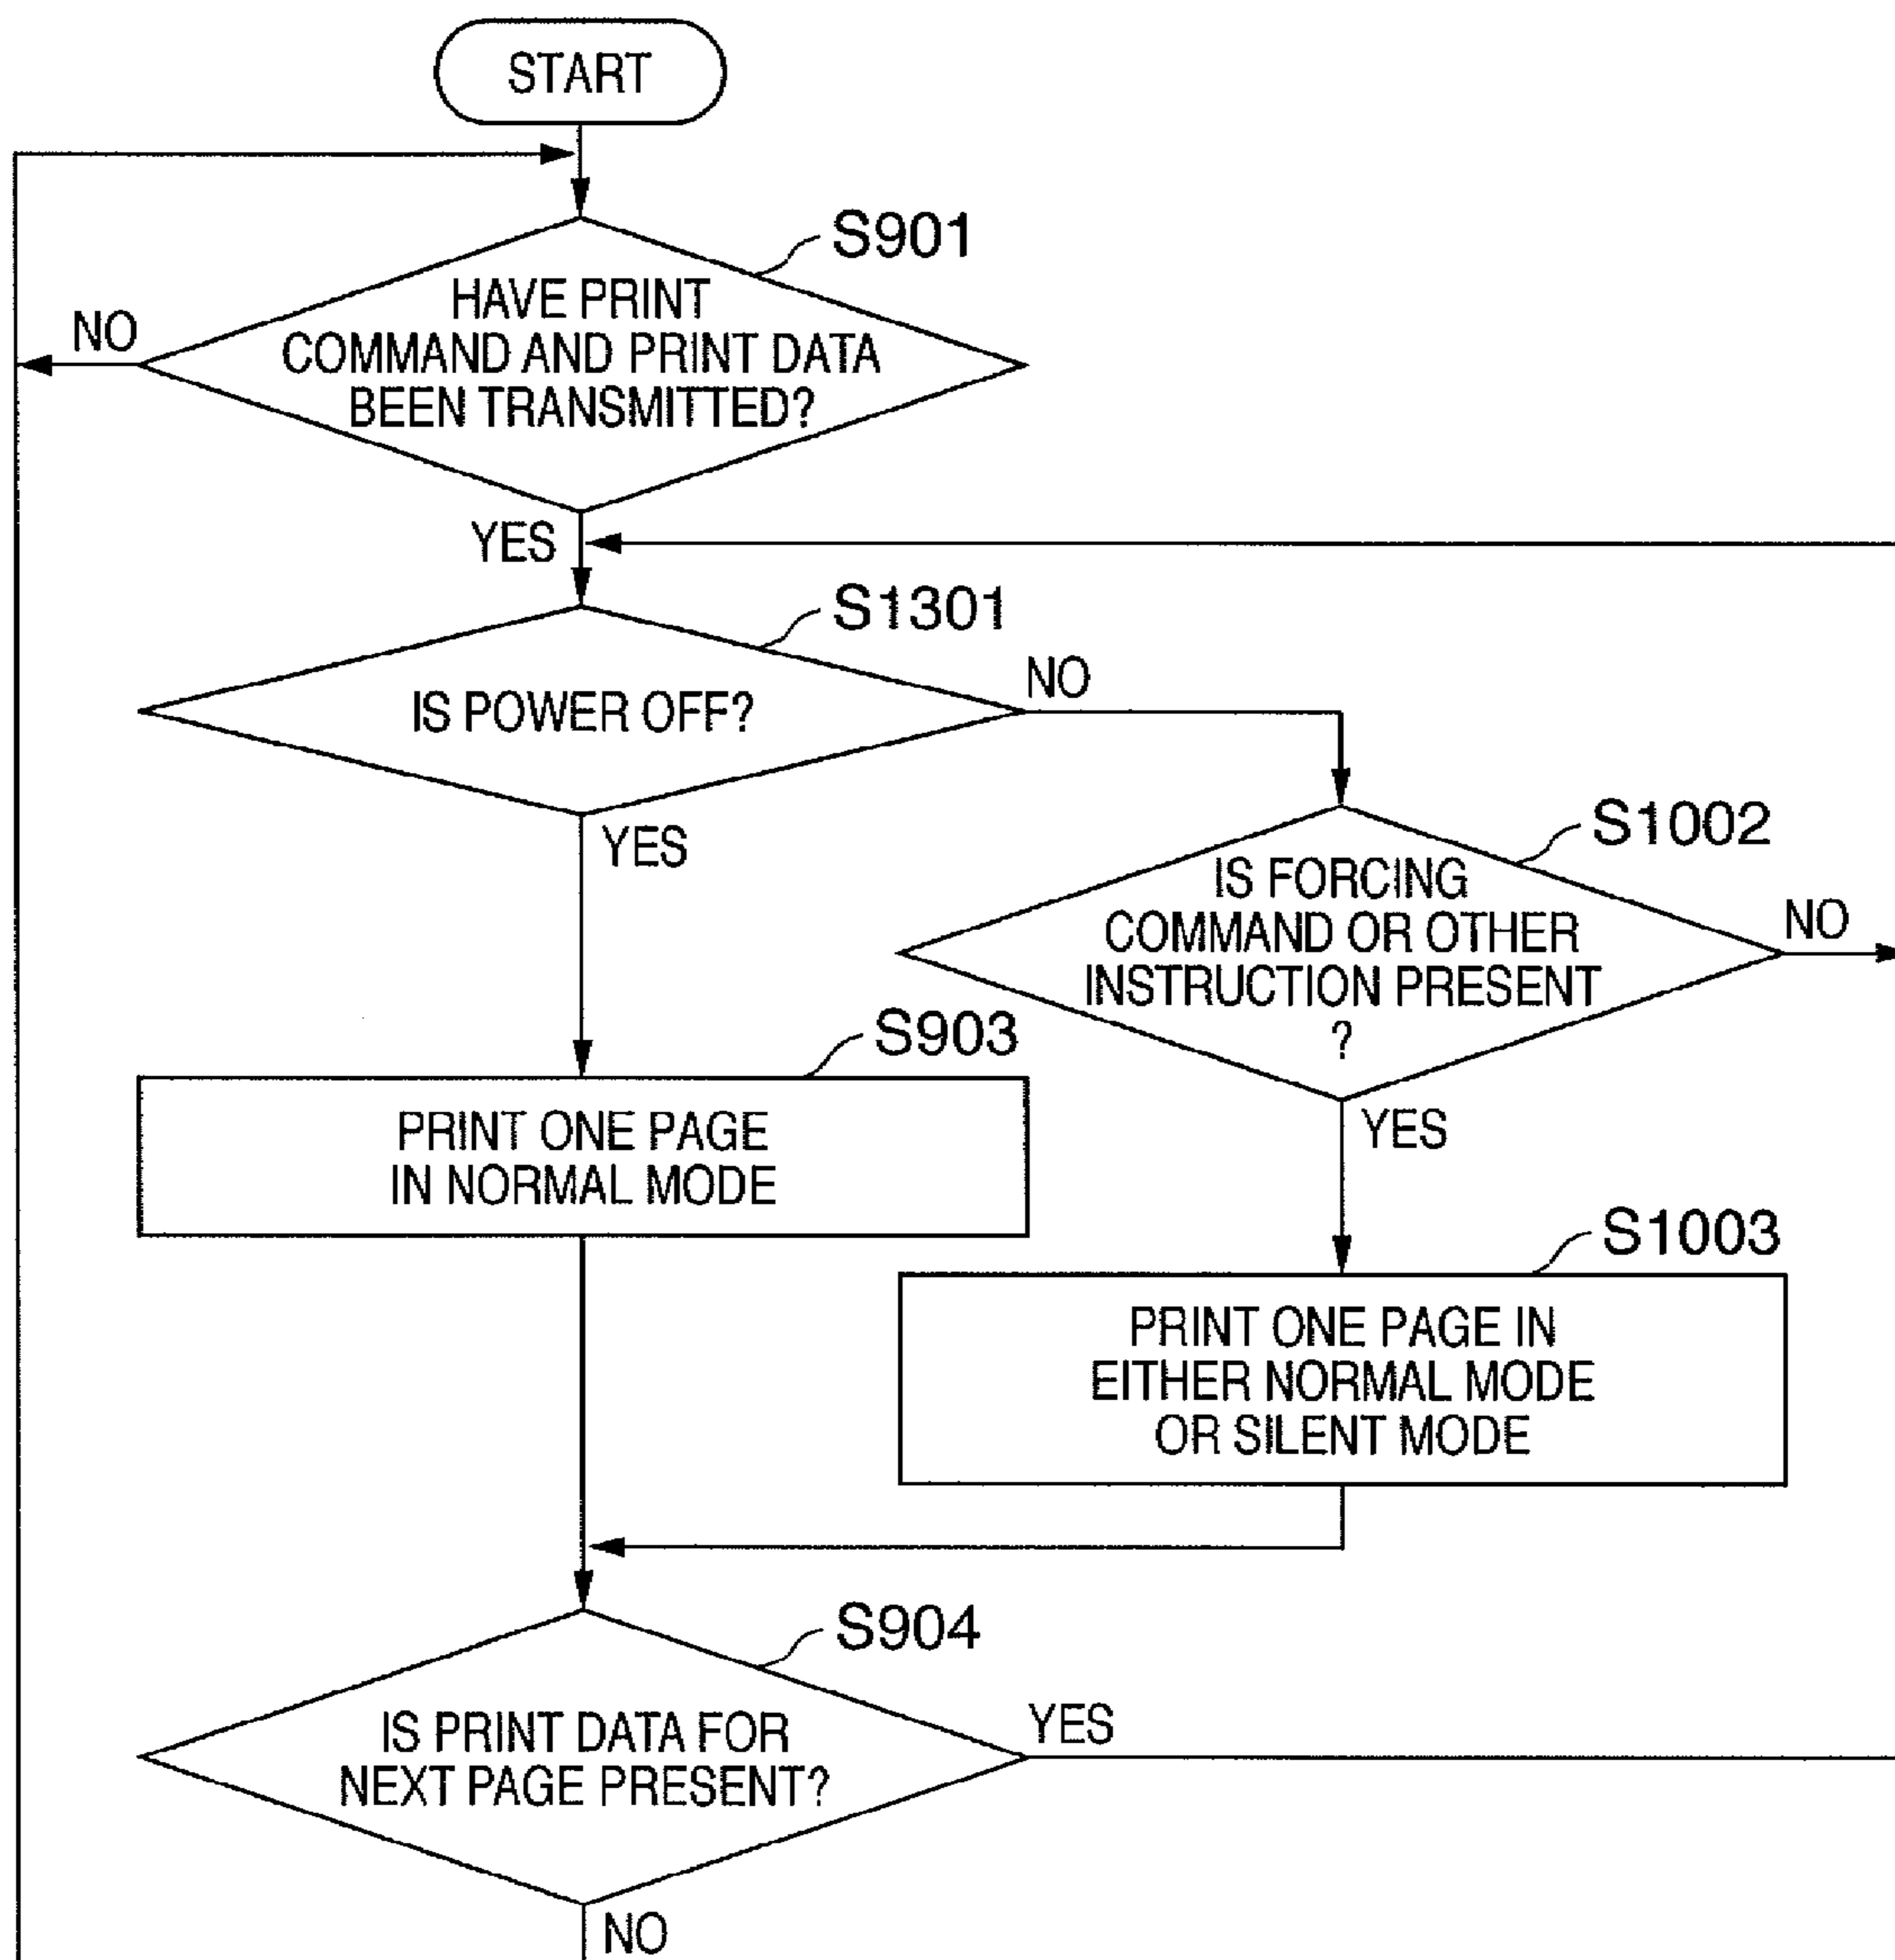 START
S901
HAVE PRINT
COMMAND AND PRINT DATA
BEEN TRANSMITTED?
NO
YES
S1301
IS POWER OFF?
NO
YES
S1002
IS FORCING
COMMAND OR OTHER
INSTRUCTION PRESENT
?
NO
YES
S903
PRINT ONE PAGE
IN NORMAL MODE
S1003
PRINT ONE PAGE IN
EITHER NORMAL MODE
OR SILENT MODE
S904
IS PRINT DATA FOR
NEXT PAGE PRESENT?
YES
NO